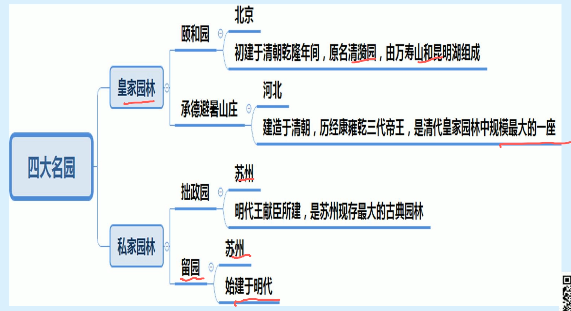 四大名园
皇家园林
颐和园
北京
初建于清朝乾隆年间，原名清漪园，由万寿山和昆明湖组成
承德避暑山庄
河北
建造于清朝，历经康雍乾三代帝王，是清代皇家园林中规模最大的一座
私家园林
拙政园
苏州
明代王献臣所建，是苏州现存最大的古典园林
留园
苏州
始建于明代